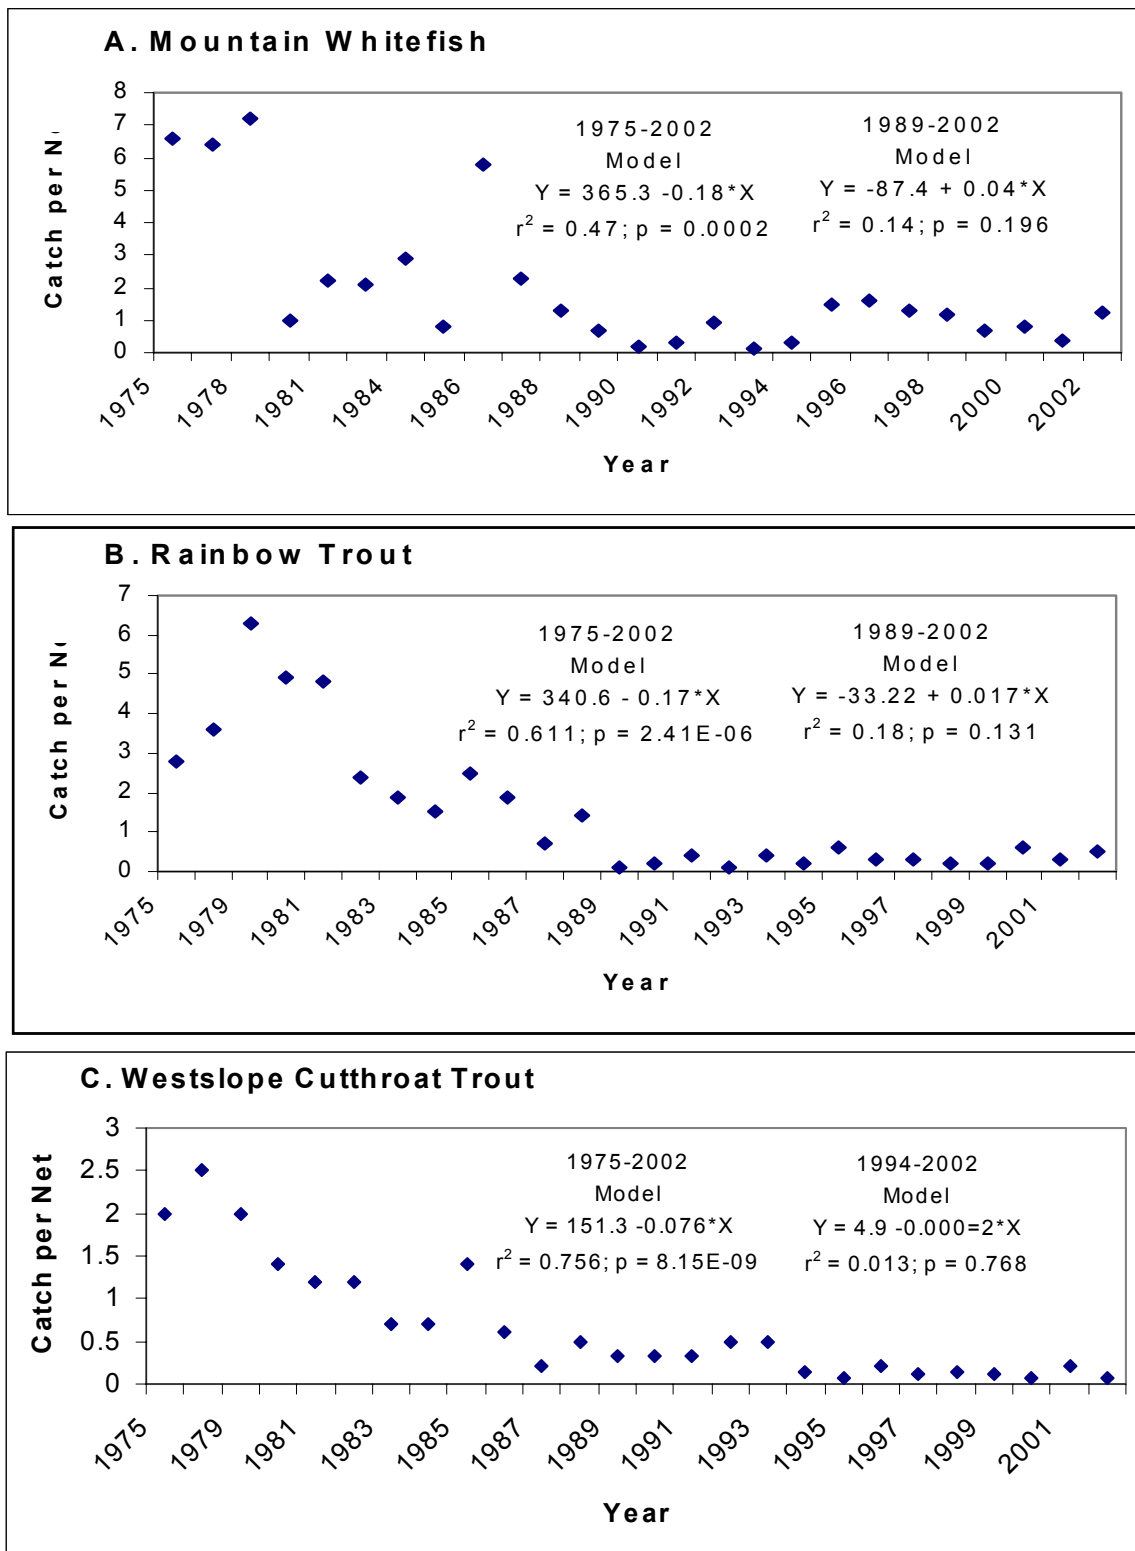 A. Mountain Whitefish
8
7
6
5
4
3
2
1
0
Catch per N
1975-2002
Model
Y = 365.3 -0.18*X
r² = 0.47; p = 0.0002
1989-2002
Model
Y = -87.4 + 0.04*X
r² = 0.14; p = 0.196
1975
1978
1981
1984
1986
1988
1990
1992
1994
1996
1998
2000
2002
Year
B. Rainbow Trout
7
6
5
4
3
2
1
0
Catch per N
1975-2002
Model
Y = 340.6 - 0.17*X
r² = 0.611; p = 2.41E-06
1989-2002
Model
Y = -33.22 + 0.017*X
r² = 0.18; p = 0.131
1975
1979
1981
1983
1985
1987
1989
1991
1993
1995
1997
1999
2001
Year
C. Westslope Cutthroat Trout
3
2.5
2
1.5
1
0.5
0
Catch per Net
1975-2002
Model
Y = 151.3 -0.076*X
r² = 0.756; p = 8.15E-09
1994-2002
Model
Y = 4.9 -0.000=2*X
r² = 0.013; p = 0.768
1975
1979
1981
1983
1985
1987
1989
1991
1993
1995
1997
1999
2001
Year